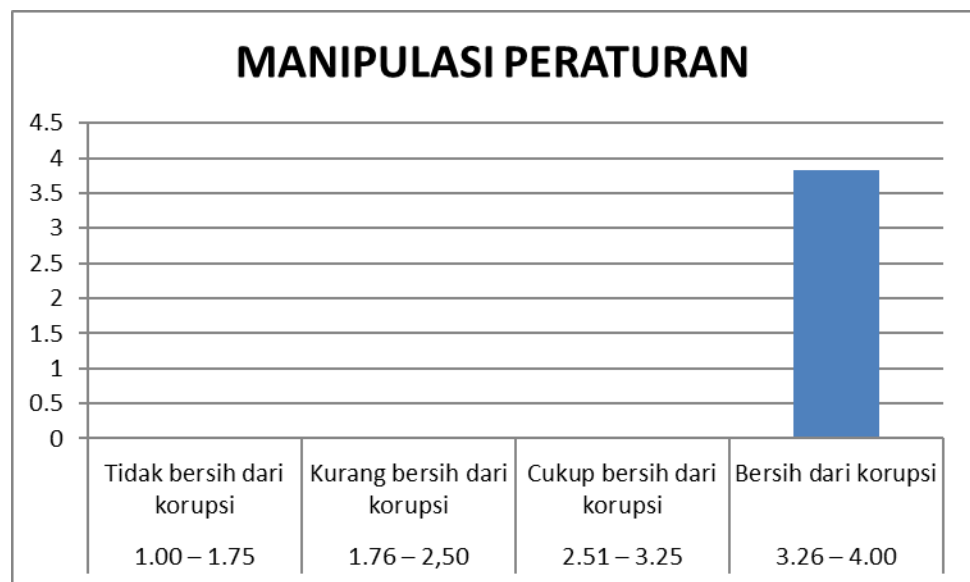 MANIPULASI PERATURAN
4.5
4
3.5
3
2.5
2
1.5
1
0.5
0
Tidak bersih dari
korupsi
Kurang bersih dari
korupsi
Cukup bersih dari
korupsi
Bersih dari korupsi
1.00 – 1.75
1.76 – 2,50
2.51 – 3.25
3.26 – 4.00